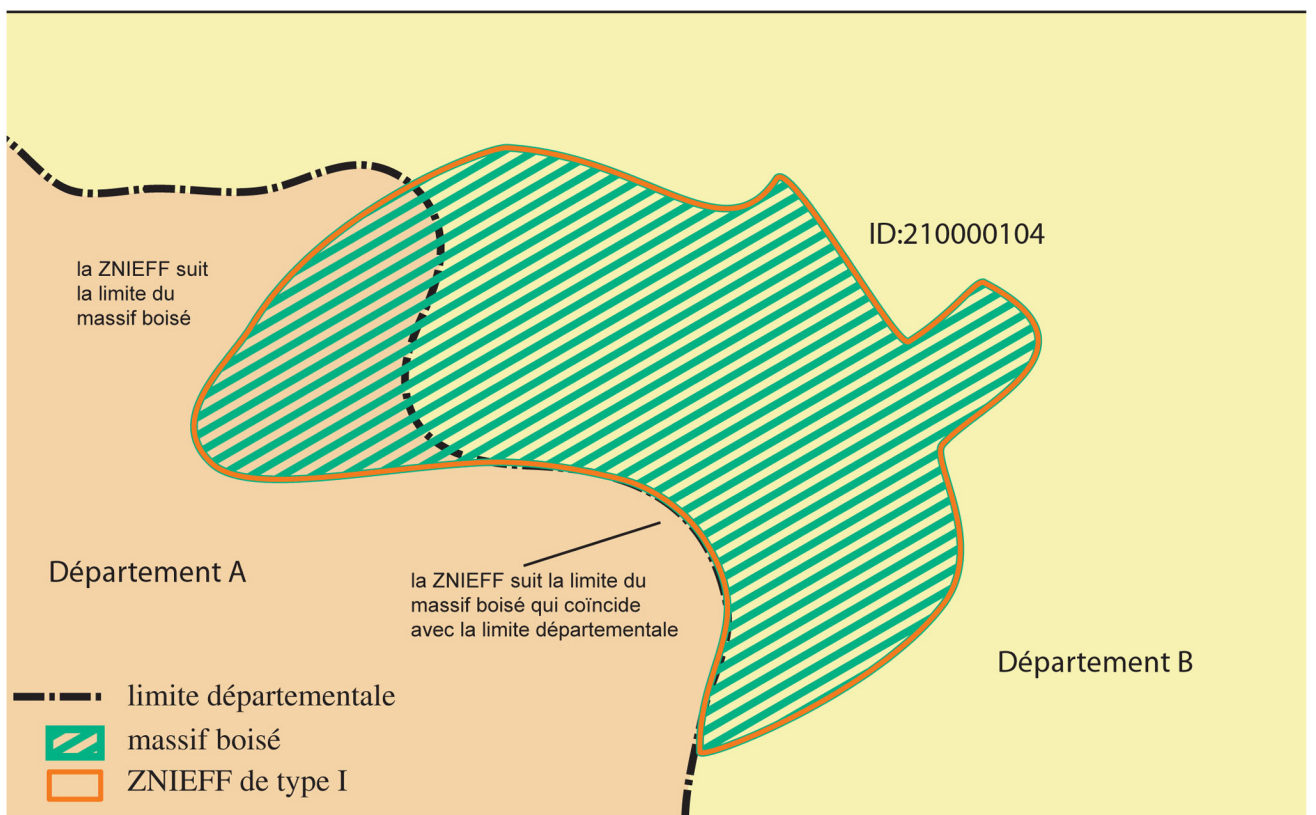 ID:210000104
la ZNIEFF suit
la limite du
massif boisé
Département A
la ZNIEFF suit la limite du
massif boisé qui coïncide
avec la limite départementale
Département B
limite départementale
massif boisé
ZNIEFF de type I